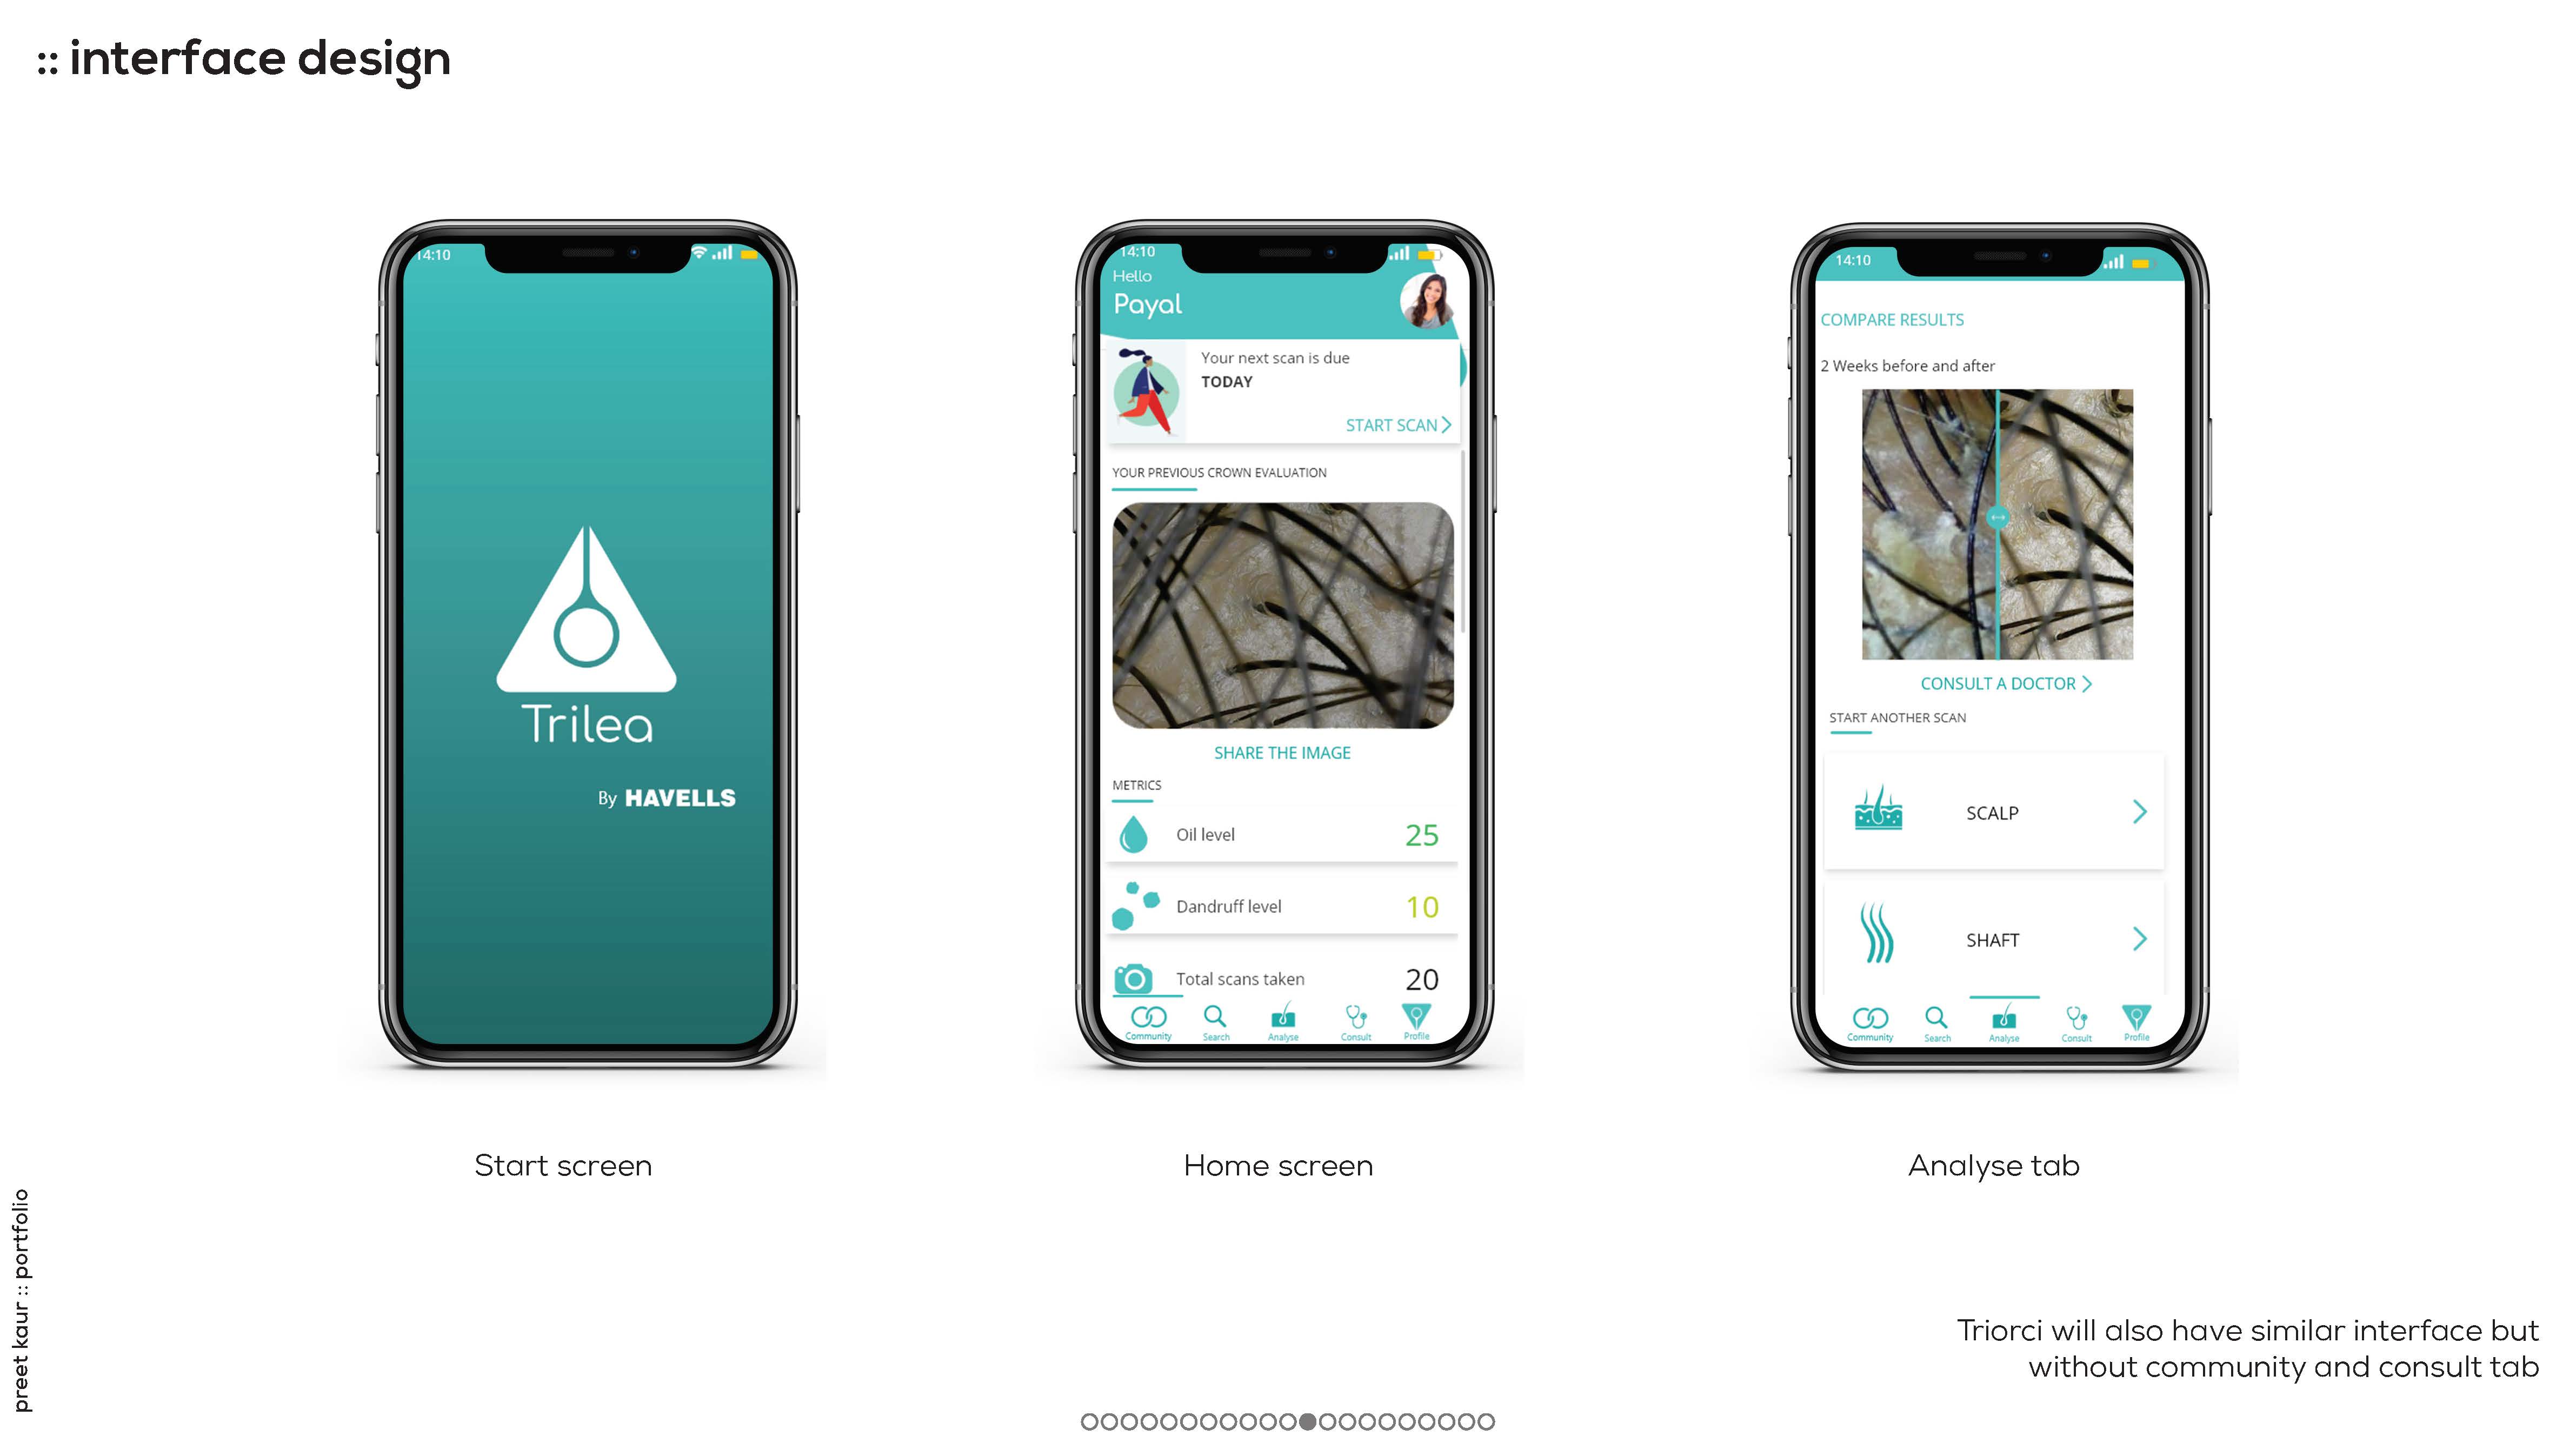 :: interface design
14:10
Trilea
By HAVELLS
Start screen
14:10
Hello
Payal
Your next scan is due
TODAY
START SCAN
YOUR PREVIOUS CROWN EVALUATION
SHARE THE IMAGE
METRICS
Oil level 25
Dandruff level 10
Total scans taken 20
Community Search Analyse Consult Profile
Home screen
14:10
COMPARE RESULTS
2 Weeks before and after
CONSULT A DOCTOR
START ANOTHER SCAN
SCALP
SHAFT
Community Search Analyse Consult Profile
Analyse tab
preet kaur :: portfolio
Triorci will also have similar interface but
without community and consult tab